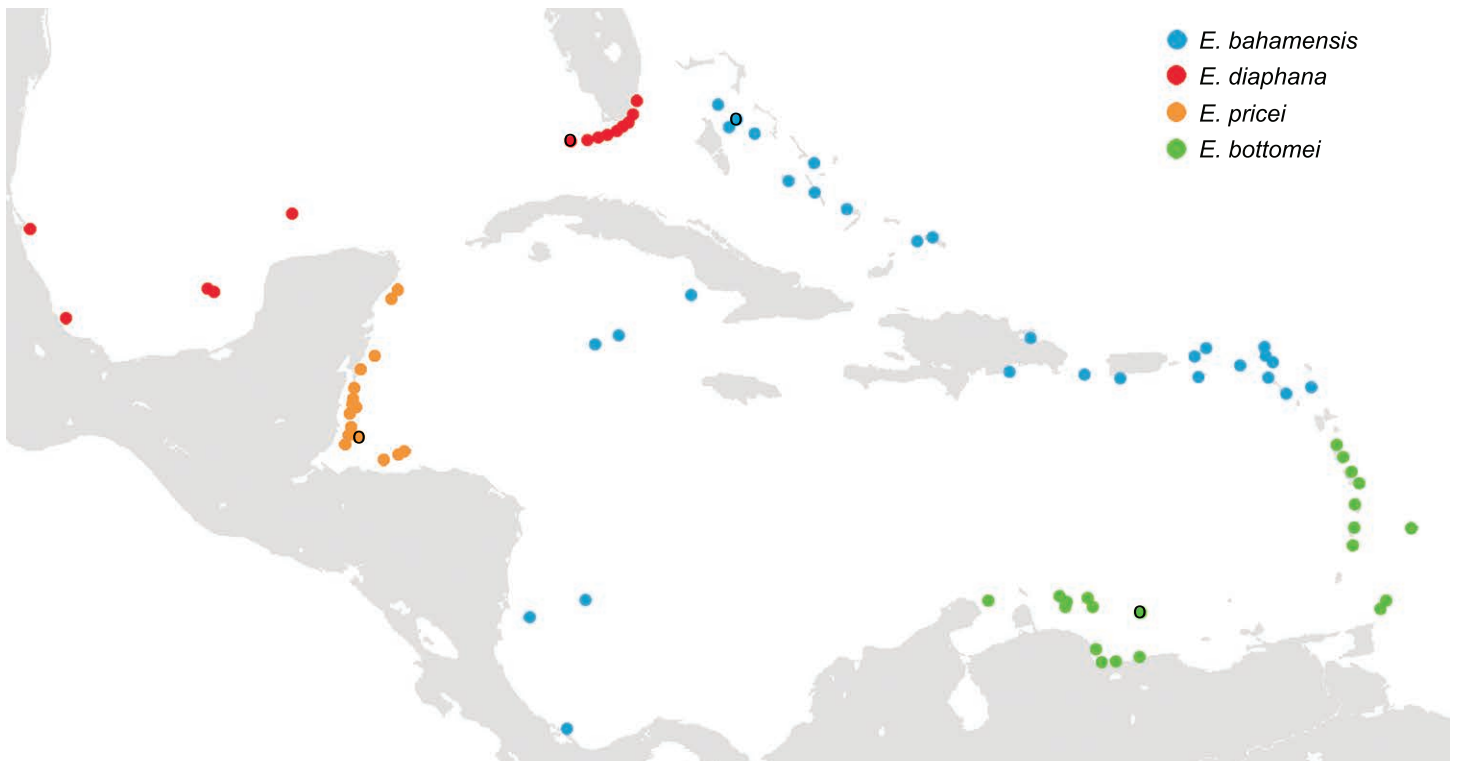 E. bahamensis
E. diaphana
E. pricei
E. bottomei
O
O
O
O